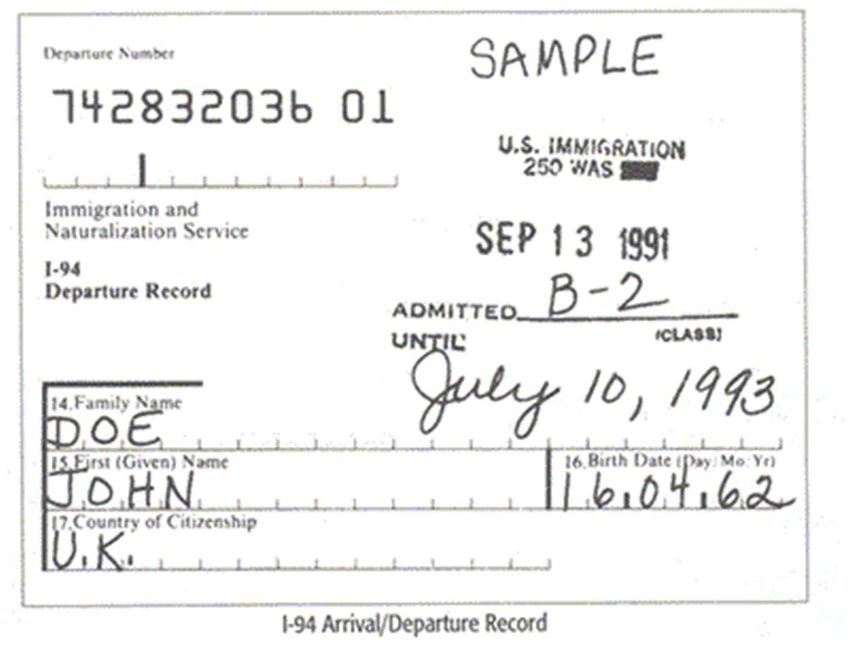 Departure Number
SAMPLE
742832036 01
U.S. IMMIGRATION
250 WAS
Immigration and
Naturalization Service
SEP 13 1991
I-94
Departure Record
ADMITTED B-2
UNTIL (CLASS)
July 10, 1993
14. Family Name
DOE
15. First (Given) Name
16. Birth Date (Day/Mo/Yr)
JOHN
16.04.62
17. Country of Citizenship
U.K.
I-94 Arrival/Departure Record